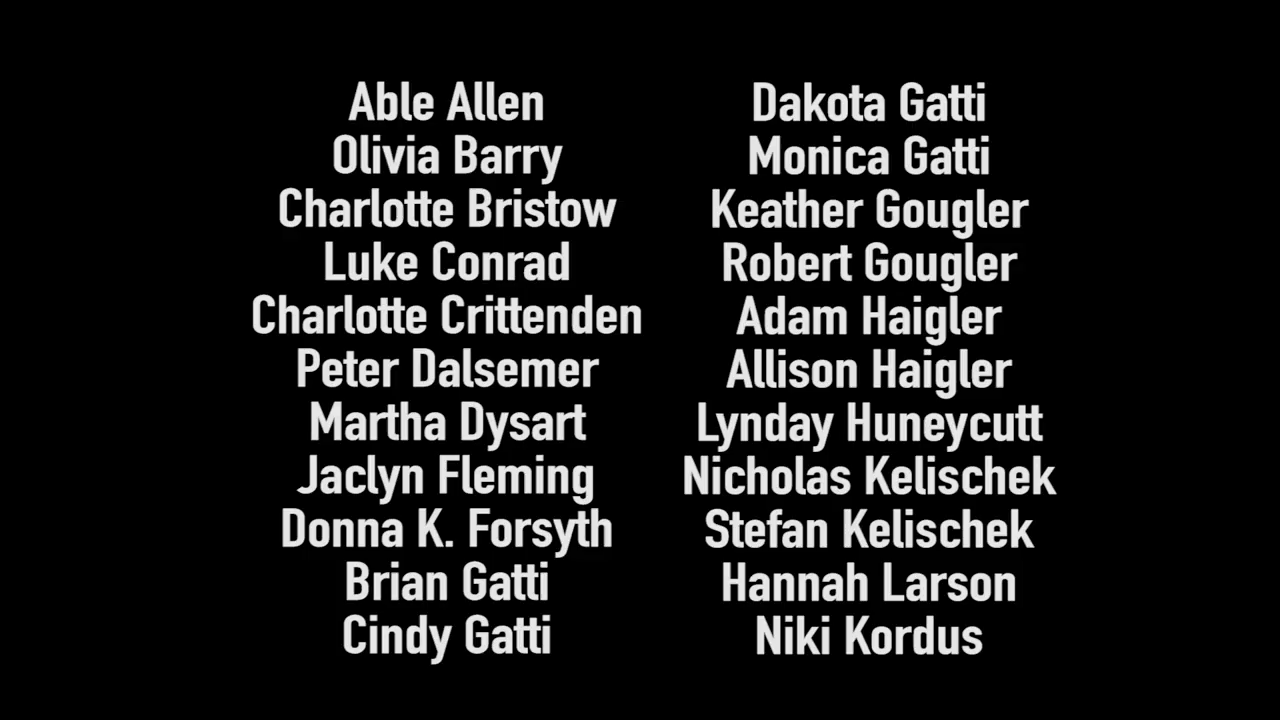 Able Allen
Olivia Barry
Charlotte Bristow
Luke Conrad
Charlotte Crittenden
Peter Dalsemer
Martha Dysart
Jaclyn Fleming
Donna K. Forsyth
Brian Gatti
Cindy Gatti
Dakota Gatti
Monica Gatti
Keather Gougler
Robert Gougler
Adam Haigler
Allison Haigler
Lynday Huneycutt
Nicholas Kelischek
Stefan Kelischek
Hannah Larson
Niki Kordus